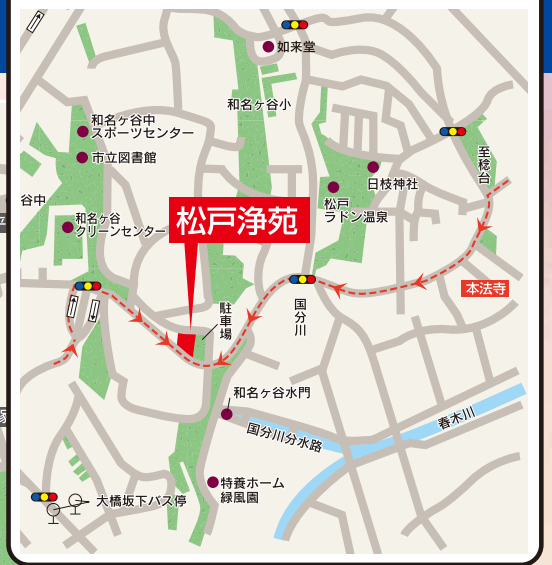 如来堂
和名ヶ谷小
和名ヶ谷中
スポーツセンター
市立図書館
至稔台
日枝神社
松戸
ラドン温泉
谷中
和名ヶ谷
クリーンセンター
松戸浄苑
本法寺
駐車場
国分川
和名ヶ谷水門
国分川分水路
春木川
特養ホーム
緑風園
大橋坂下バス停